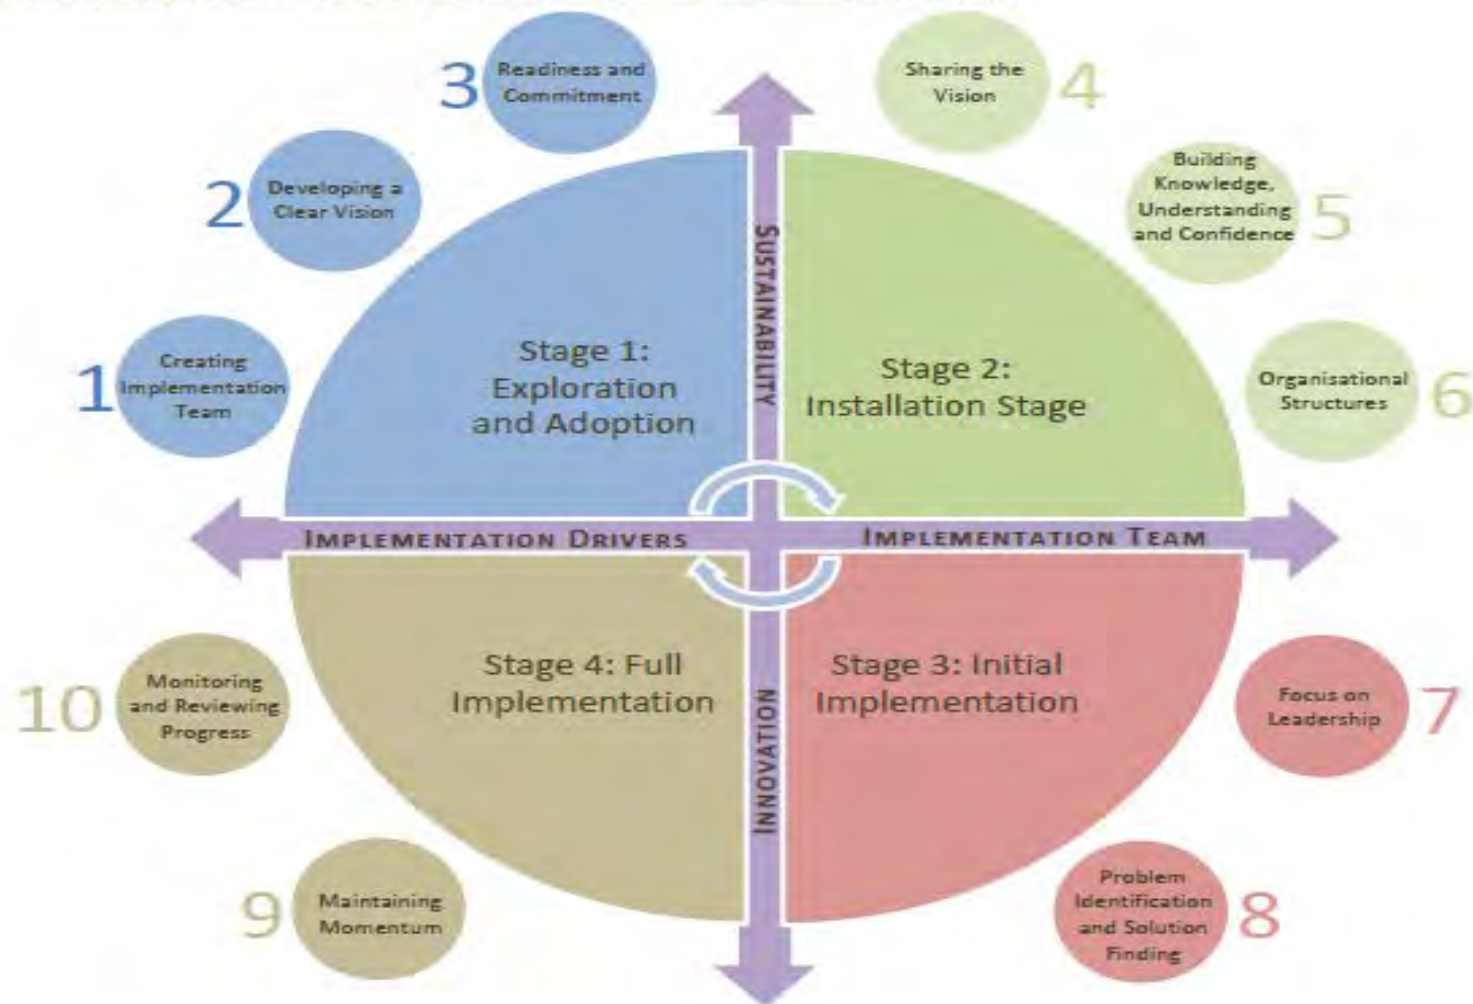 3
Readiness and
Commitment
Sharing the
Vision
4
2
Developing a
Clear Vision
Building
Knowledge,
Understanding
and Confidence
5
1
Creating
Implementation
Team
Stage 1:
Exploration
and Adoption
SUSTAINABILITY
Stage 2:
Installation Stage
Organisational
Structures
6
IMPLEMENTATION DRIVERS
IMPLEMENTATION TEAM
10
Monitoring
and Reviewing
Progress
Stage 4: Full
Implementation
INNOVATION
Stage 3: Initial
Implementation
Focus on
Leadership
7
9
Maintaining
Momentum
Problem
Identification
and Solution
Finding
8